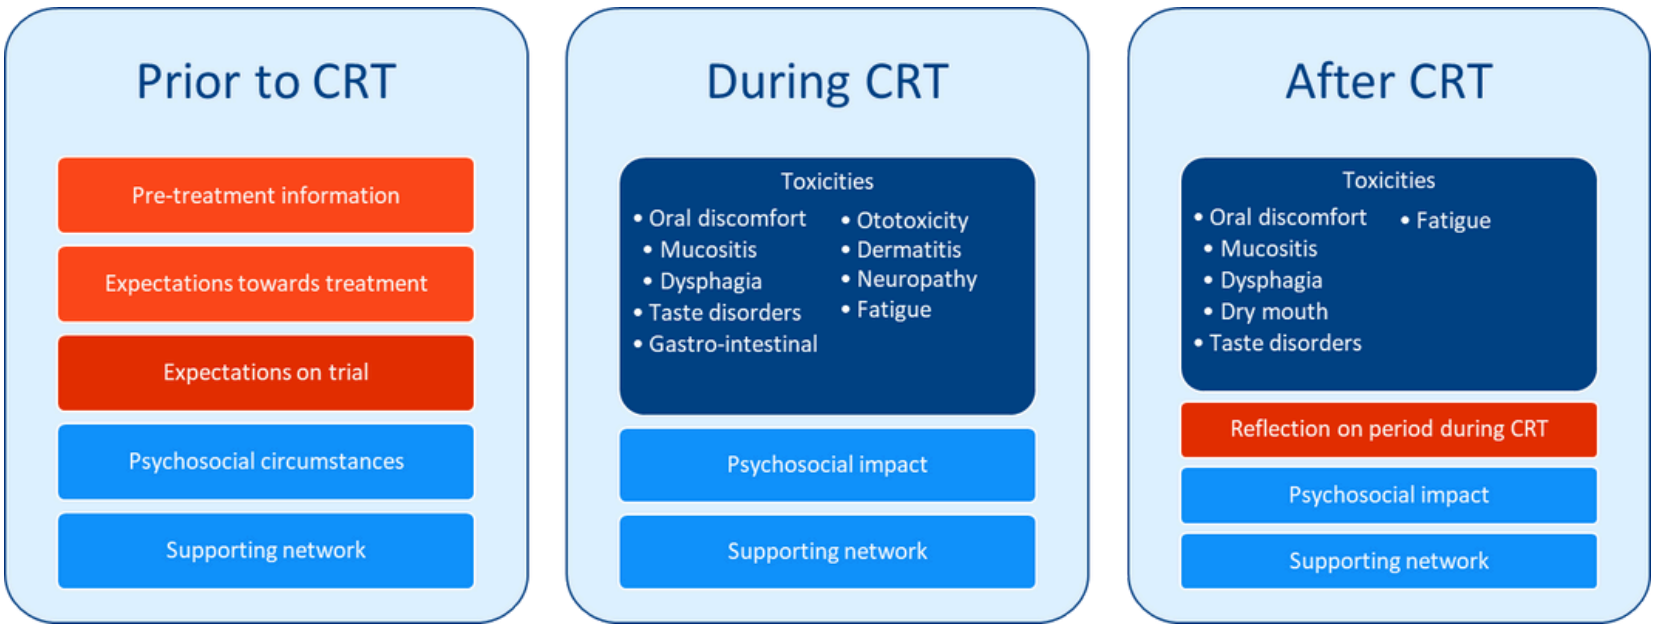 Prior to CRT
Pre-treatment information
Expectations towards treatment
Expectations on trial
Psychosocial circumstances
Supporting network
During CRT
Toxicities
• Oral discomfort
• Mucositis
• Dysphagia
• Taste disorders
• Gastro-intestinal
• Ototoxicity
• Dermatitis
• Neuropathy
• Fatigue
Psychosocial impact
Supporting network
After CRT
Toxicities
• Oral discomfort
• Mucositis
• Dysphagia
• Dry mouth
• Taste disorders
• Fatigue
Reflection on period during CRT
Psychosocial impact
Supporting network